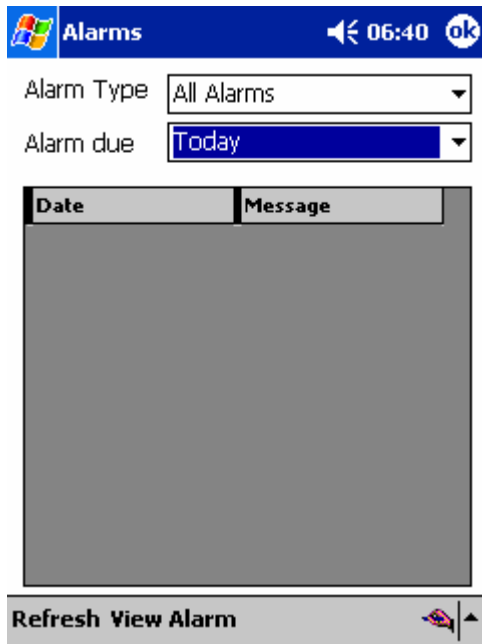 Alarms 06:40 ok
Alarm Type All Alarms
Alarm due Today
Date Message
Refresh View Alarm